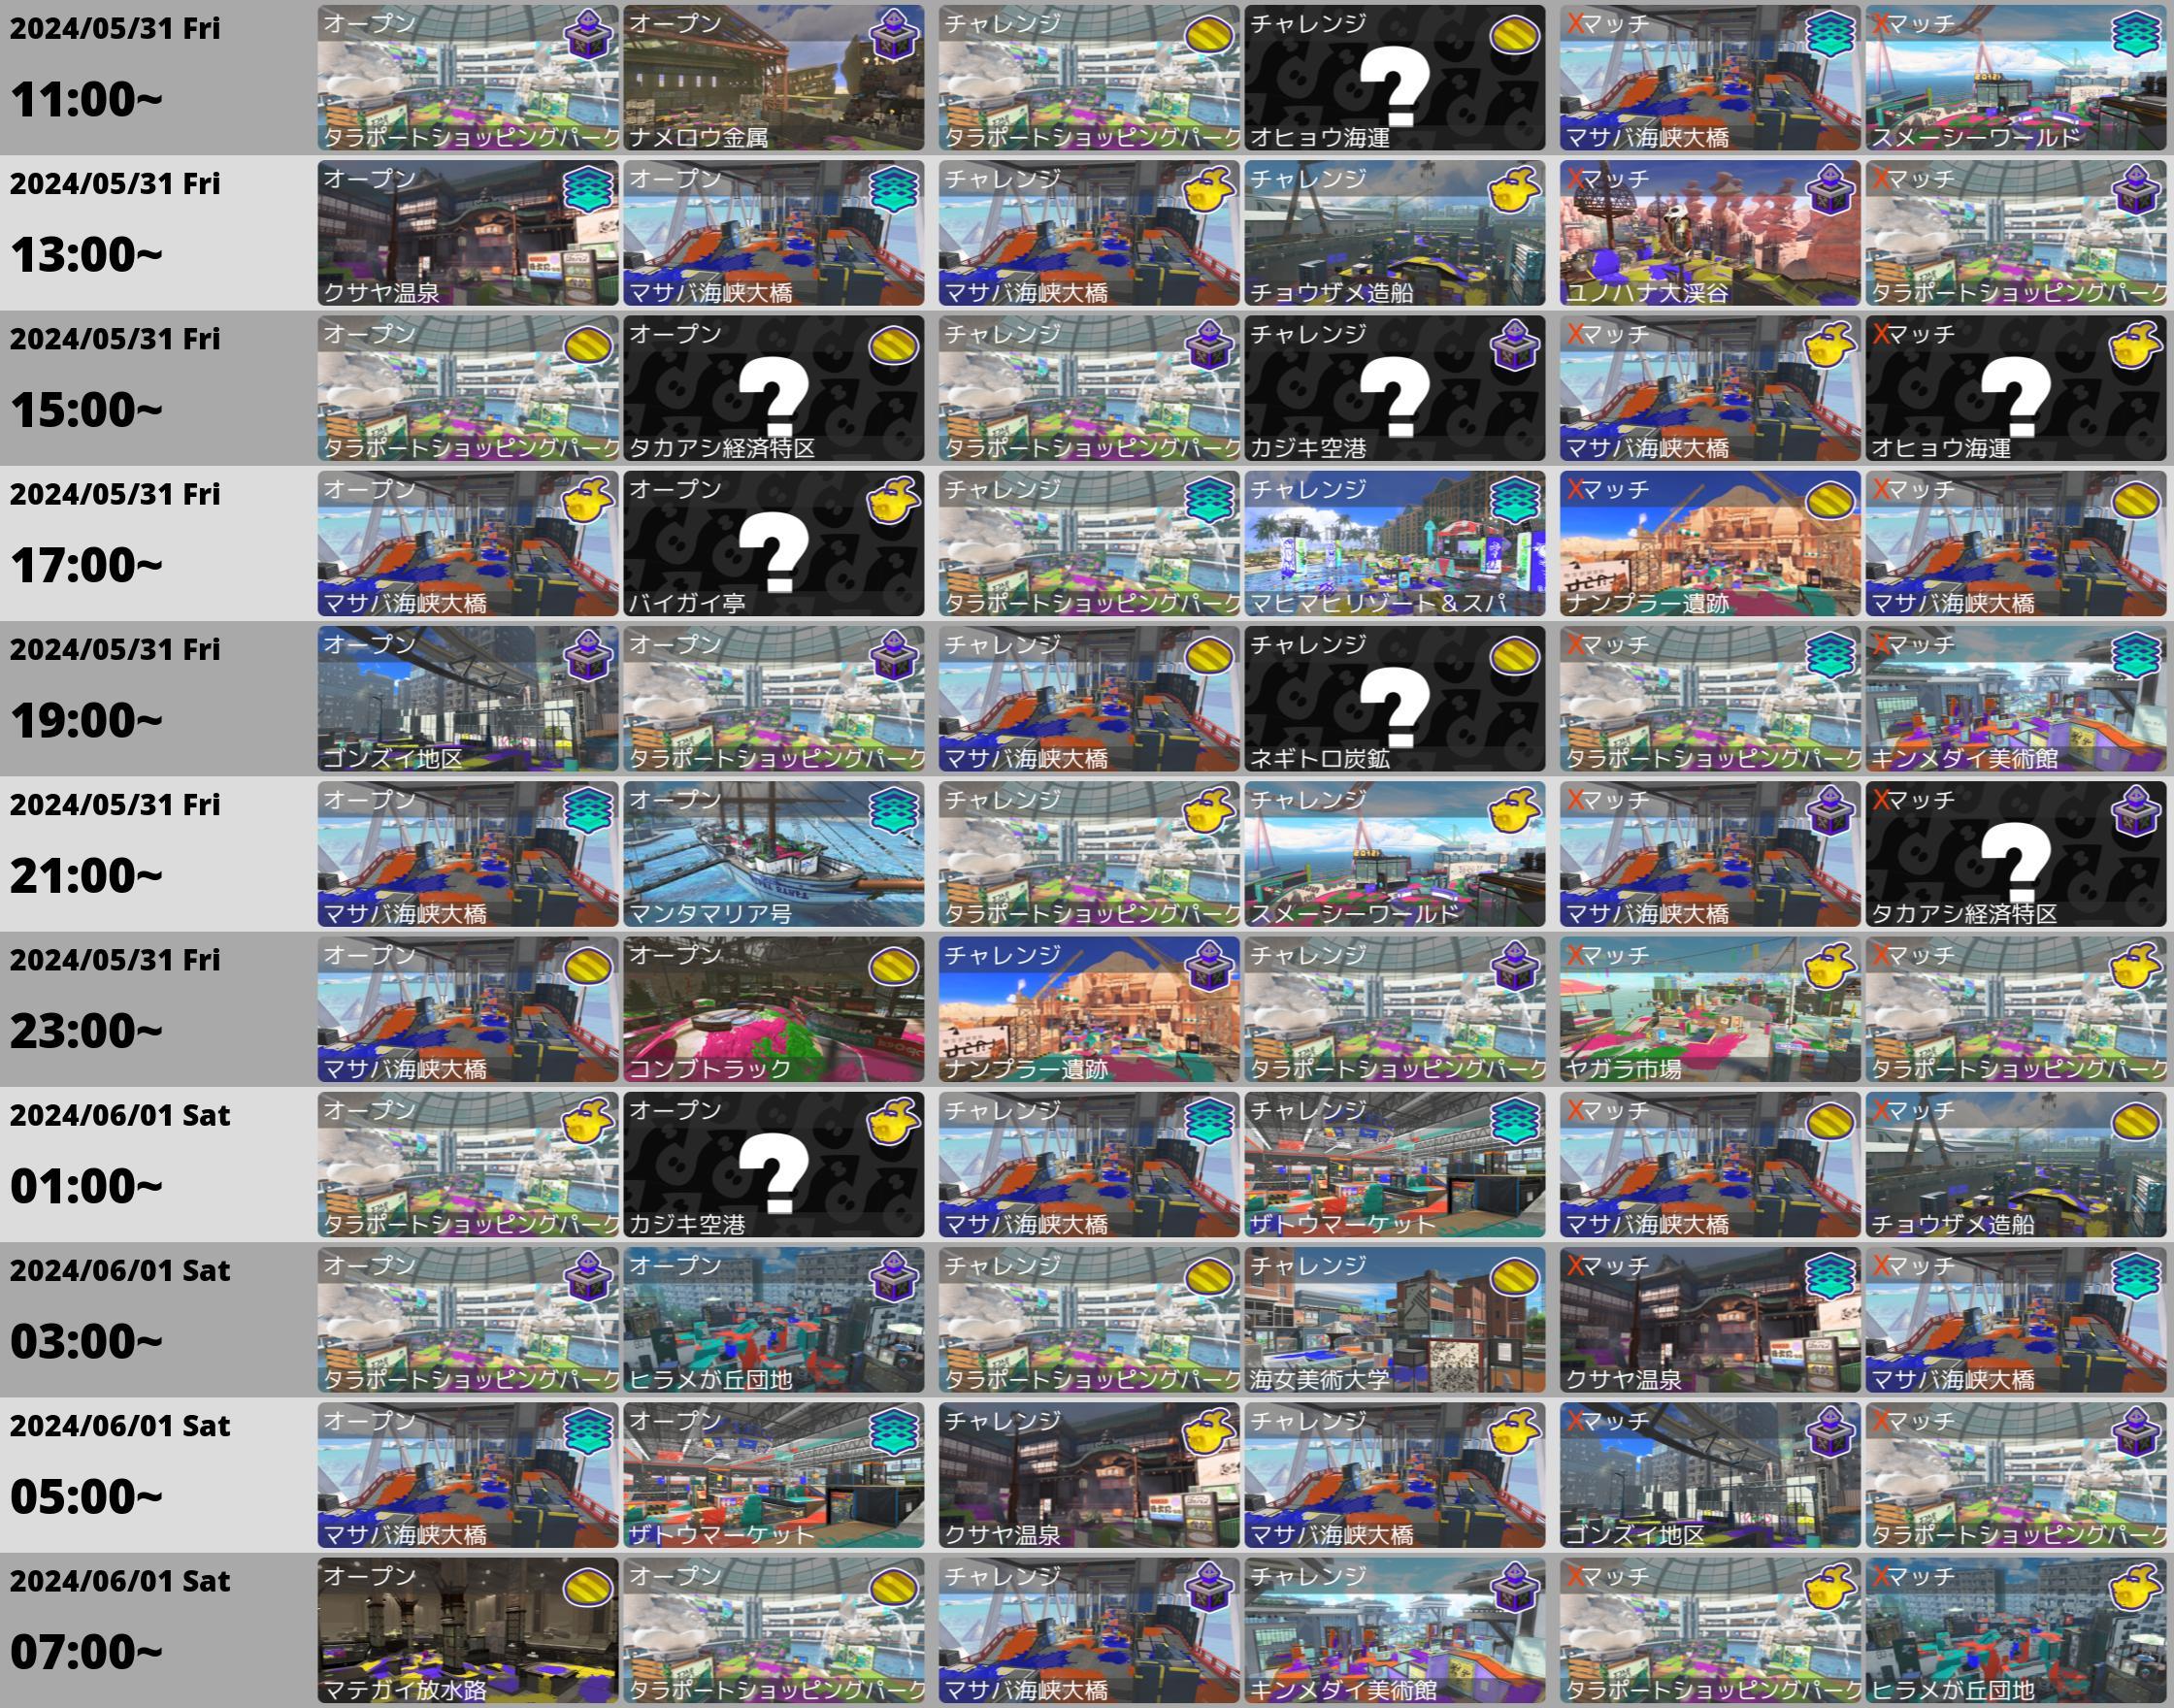 2024/05/31 Fri
11:00~
オープン
タラポートショッピングパーク
オープン
ナメロウ金属
チャレンジ
タラポートショッピングパーク
チャレンジ
オヒョウ海運
Xマッチ
マサバ海峡大橋
Xマッチ
スメーシーワールド
2024/05/31 Fri
13:00~
オープン
クサヤ温泉
オープン
マサバ海峡大橋
チャレンジ
マサバ海峡大橋
チャレンジ
チョウザメ造船
Xマッチ
ユノハナ大渓谷
Xマッチ
タラポートショッピングパーク
2024/05/31 Fri
15:00~
オープン
タラポートショッピングパーク
オープン
タカアシ経済特区
チャレンジ
タラポートショッピングパーク
チャレンジ
カジキ空港
Xマッチ
マサバ海峡大橋
Xマッチ
オヒョウ海運
2024/05/31 Fri
17:00~
オープン
マサバ海峡大橋
オープン
バイガイ亭
チャレンジ
タラポートショッピングパーク
チャレンジ
マヒマヒリゾート＆スパ
Xマッチ
ナンプラー遺跡
Xマッチ
マサバ海峡大橋
2024/05/31 Fri
19:00~
オープン
ゴンズイ地区
オープン
タラポートショッピングパーク
チャレンジ
マサバ海峡大橋
チャレンジ
ネギトロ炭鉱
Xマッチ
タラポートショッピングパーク
Xマッチ
キンメダイ美術館
2024/05/31 Fri
21:00~
オープン
マサバ海峡大橋
オープン
マンタマリア号
チャレンジ
タラポートショッピングパーク
チャレンジ
スメーシーワールド
Xマッチ
マサバ海峡大橋
Xマッチ
タカアシ経済特区
2024/05/31 Fri
23:00~
オープン
マサバ海峡大橋
オープン
コンブトラック
チャレンジ
ナンプラー遺跡
チャレンジ
タラポートショッピングパーク
Xマッチ
ヤガラ市場
Xマッチ
タラポートショッピングパーク
2024/06/01 Sat
01:00~
オープン
タラポートショッピングパーク
オープン
カジキ空港
チャレンジ
マサバ海峡大橋
チャレンジ
ザトウマーケット
Xマッチ
マサバ海峡大橋
Xマッチ
チョウザメ造船
2024/06/01 Sat
03:00~
オープン
タラポートショッピングパーク
オープン
ヒラメが丘団地
チャレンジ
タラポートショッピングパーク
チャレンジ
海女美術大学
Xマッチ
クサヤ温泉
Xマッチ
マサバ海峡大橋
2024/06/01 Sat
05:00~
オープン
マサバ海峡大橋
オープン
ザトウマーケット
チャレンジ
クサヤ温泉
チャレンジ
マサバ海峡大橋
Xマッチ
ゴンズイ地区
Xマッチ
タラポートショッピングパーク
2024/06/01 Sat
07:00~
オープン
マテガイ放水路
オープン
タラポートショッピングパーク
チャレンジ
マサバ海峡大橋
チャレンジ
キンメダイ美術館
Xマッチ
タラポートショッピングパーク
Xマッチ
ヒラメが丘団地